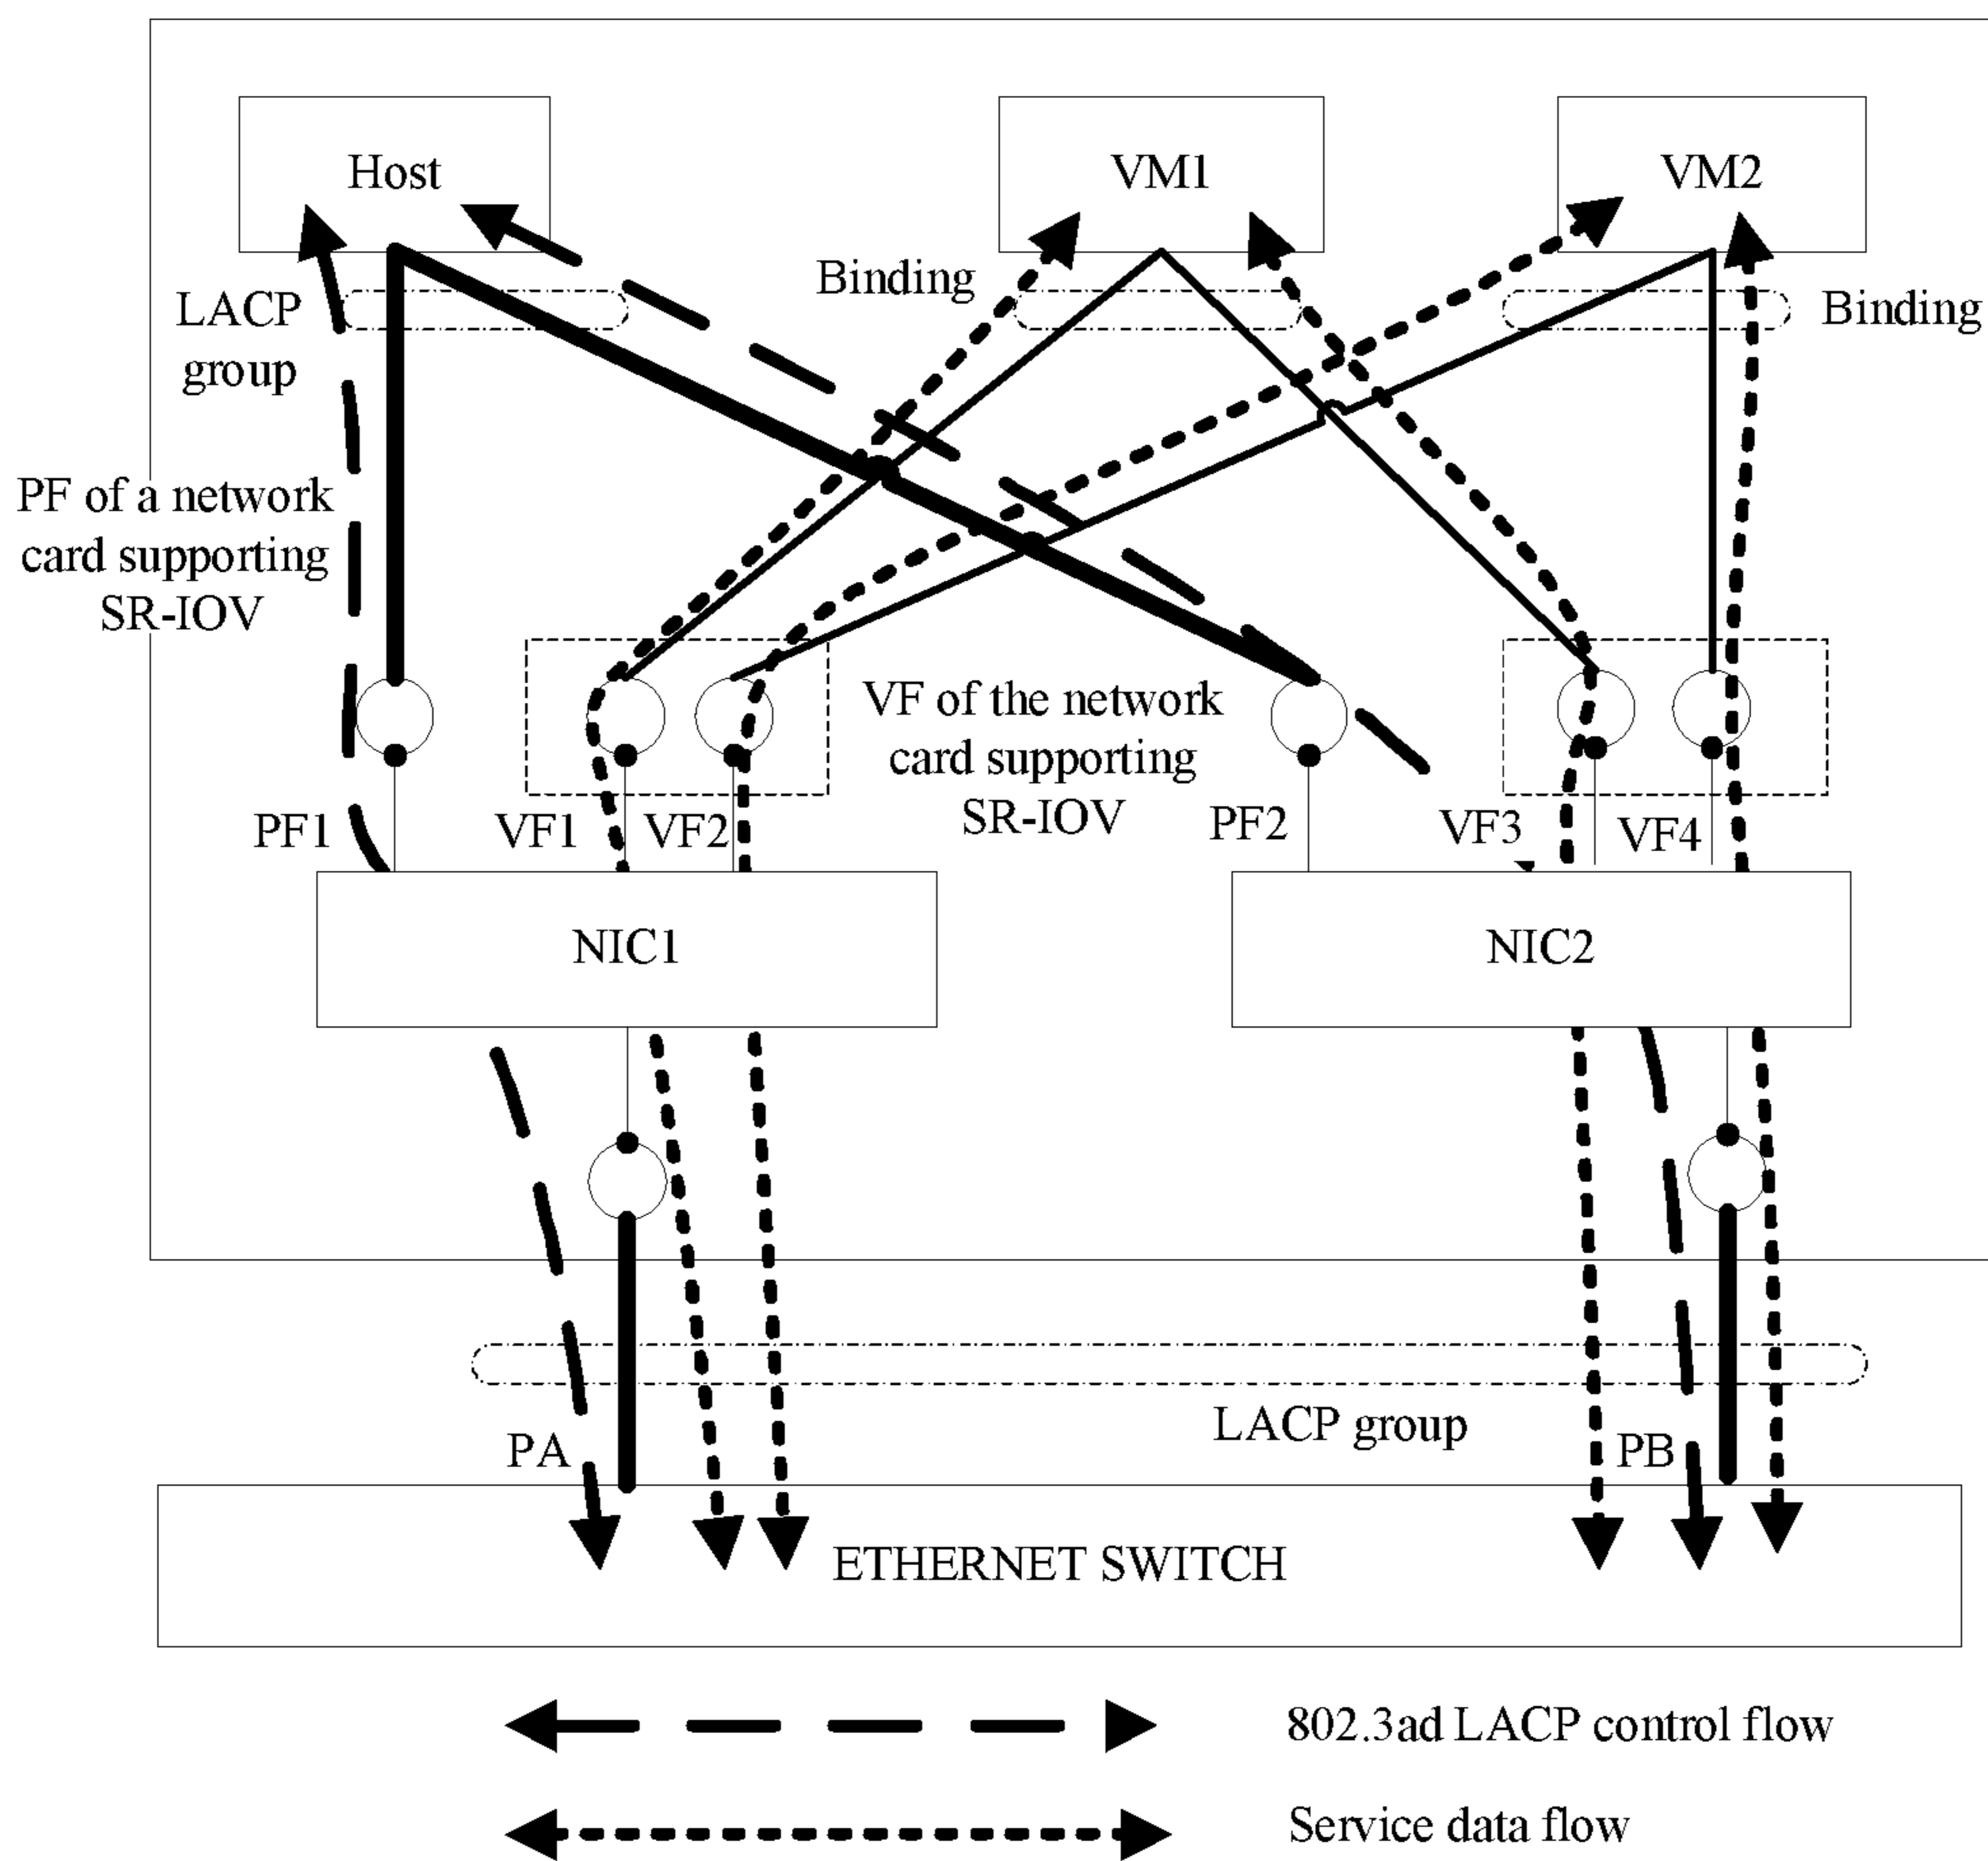 Host
VM1
VM2
LACP
group
Binding
Binding
PF of a network
card supporting
SR-IOV
VF of the network
card supporting
SR-IOV
PF1
VF1
VF2
PF2
VF3
VF4
NIC1
NIC2
LACP group
PA
PB
ETHERNET SWITCH
802.3ad LACP control flow
Service data flow